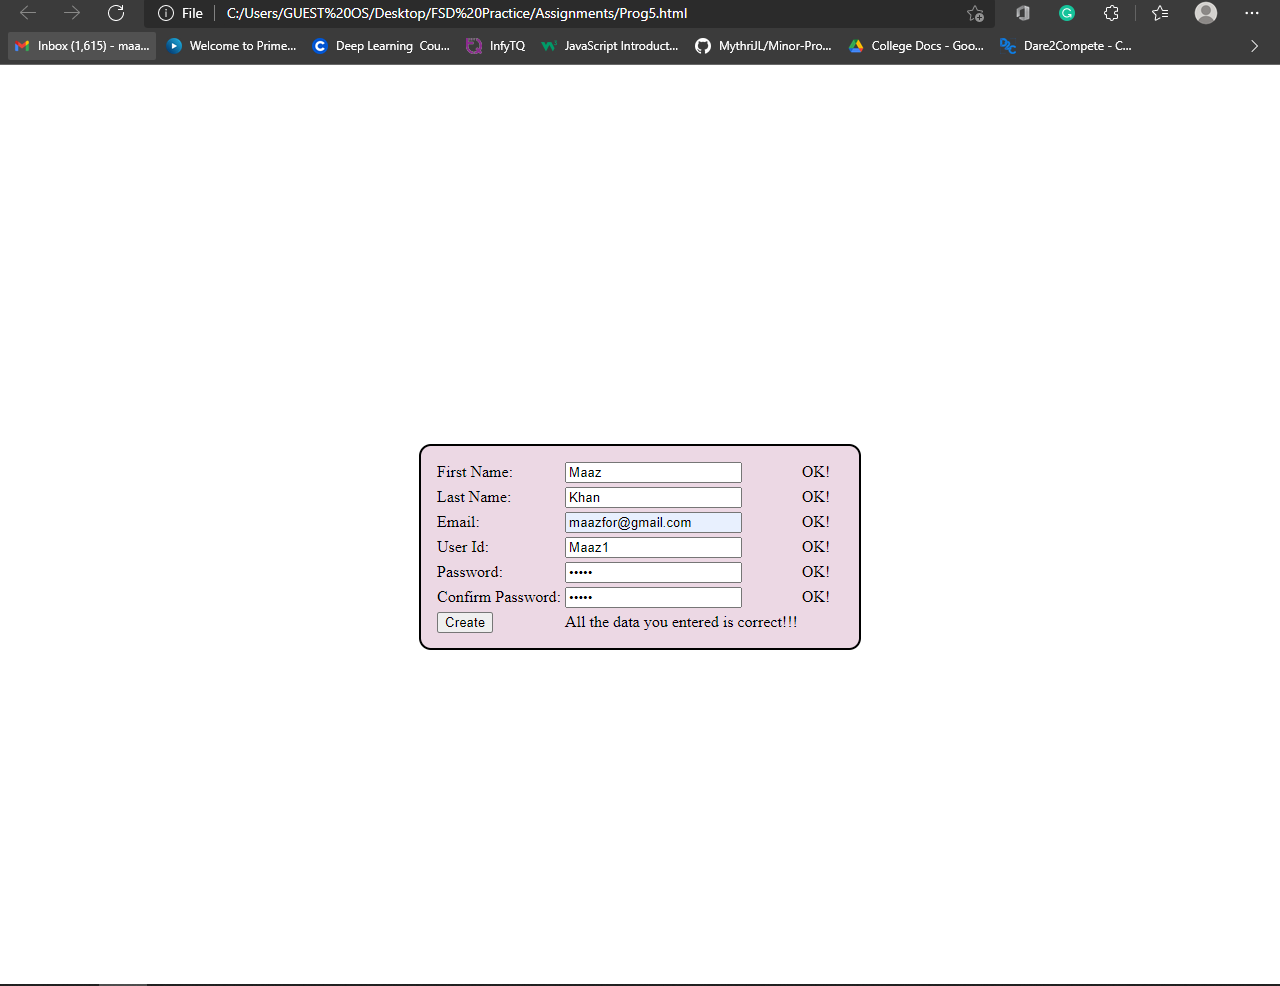 File C:/Users/GUEST%20OS/Desktop/FSD%20Practice/Assignments/Prog5.html
Inbox (1,615) - maa... Welcome to Prime... Deep Learning Cou... InfyTQ JavaScript Introduct... MythriJL/Minor-Pro... College Docs - Goo... Dare2Compete - C...
First Name: Maaz OK!
Last Name: Khan OK!
Email: maazfor@gmail.com OK!
User Id: Maaz1 OK!
Password: ••••• OK!
Confirm Password: ••••• OK!
Create All the data you entered is correct!!!